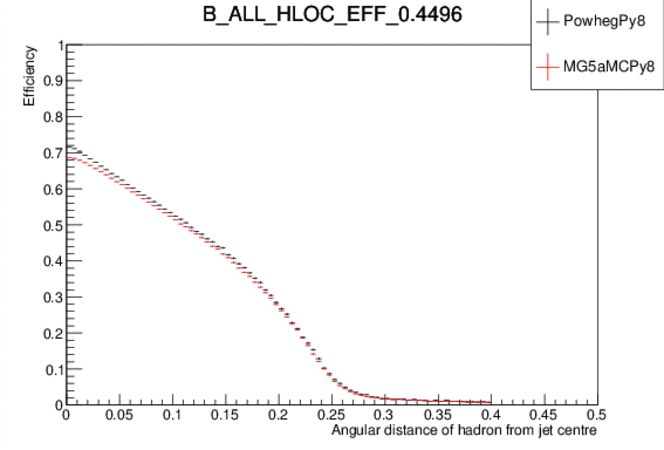 B_ALL_HLOC_EFF_0.4496
PowhegPy8
MG5aMCPy8
Efficiency
1
0.9
0.8
0.7
0.6
0.5
0.4
0.3
0.2
0.1
0
0 0.05 0.1 0.15 0.2 0.25 0.3 0.35 0.4 0.45 0.5
Angular distance of hadron from jet centre